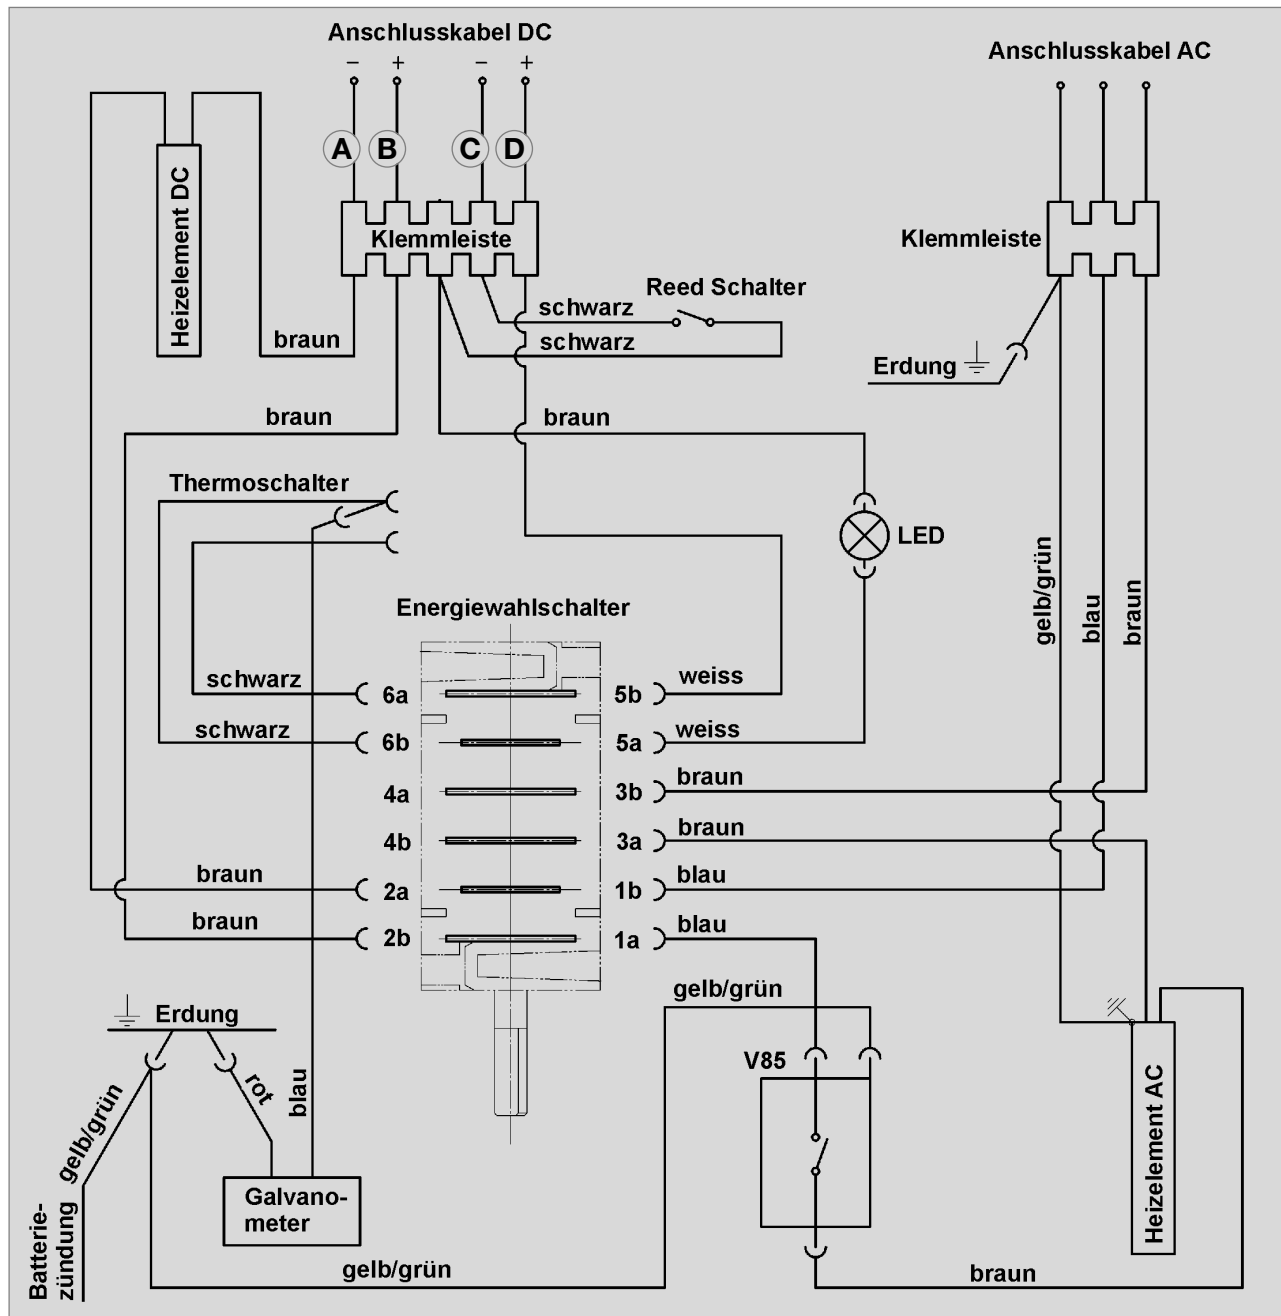 Anschlusskabel DC
– + – +
Anschlusskabel AC
A B C D
Heizelement DC
Klemmleiste
Klemmleiste
Reed Schalter
schwarz
braun
schwarz
Erdung
braun
braun
Thermoschalter
LED
gelb/grün
blau
braun
Energiewahlschalter
schwarz
6a
5b
weiss
schwarz
6b
5a
weiss
4a
3b
braun
4b
3a
braun
braun
2a
1b
blau
braun
2b
1a
blau
gelb/grün
Erdung
V85
gelb/grün
rot
blau
Heizelement AC
Batterie-
zündung
Galvano-
meter
gelb/grün
braun